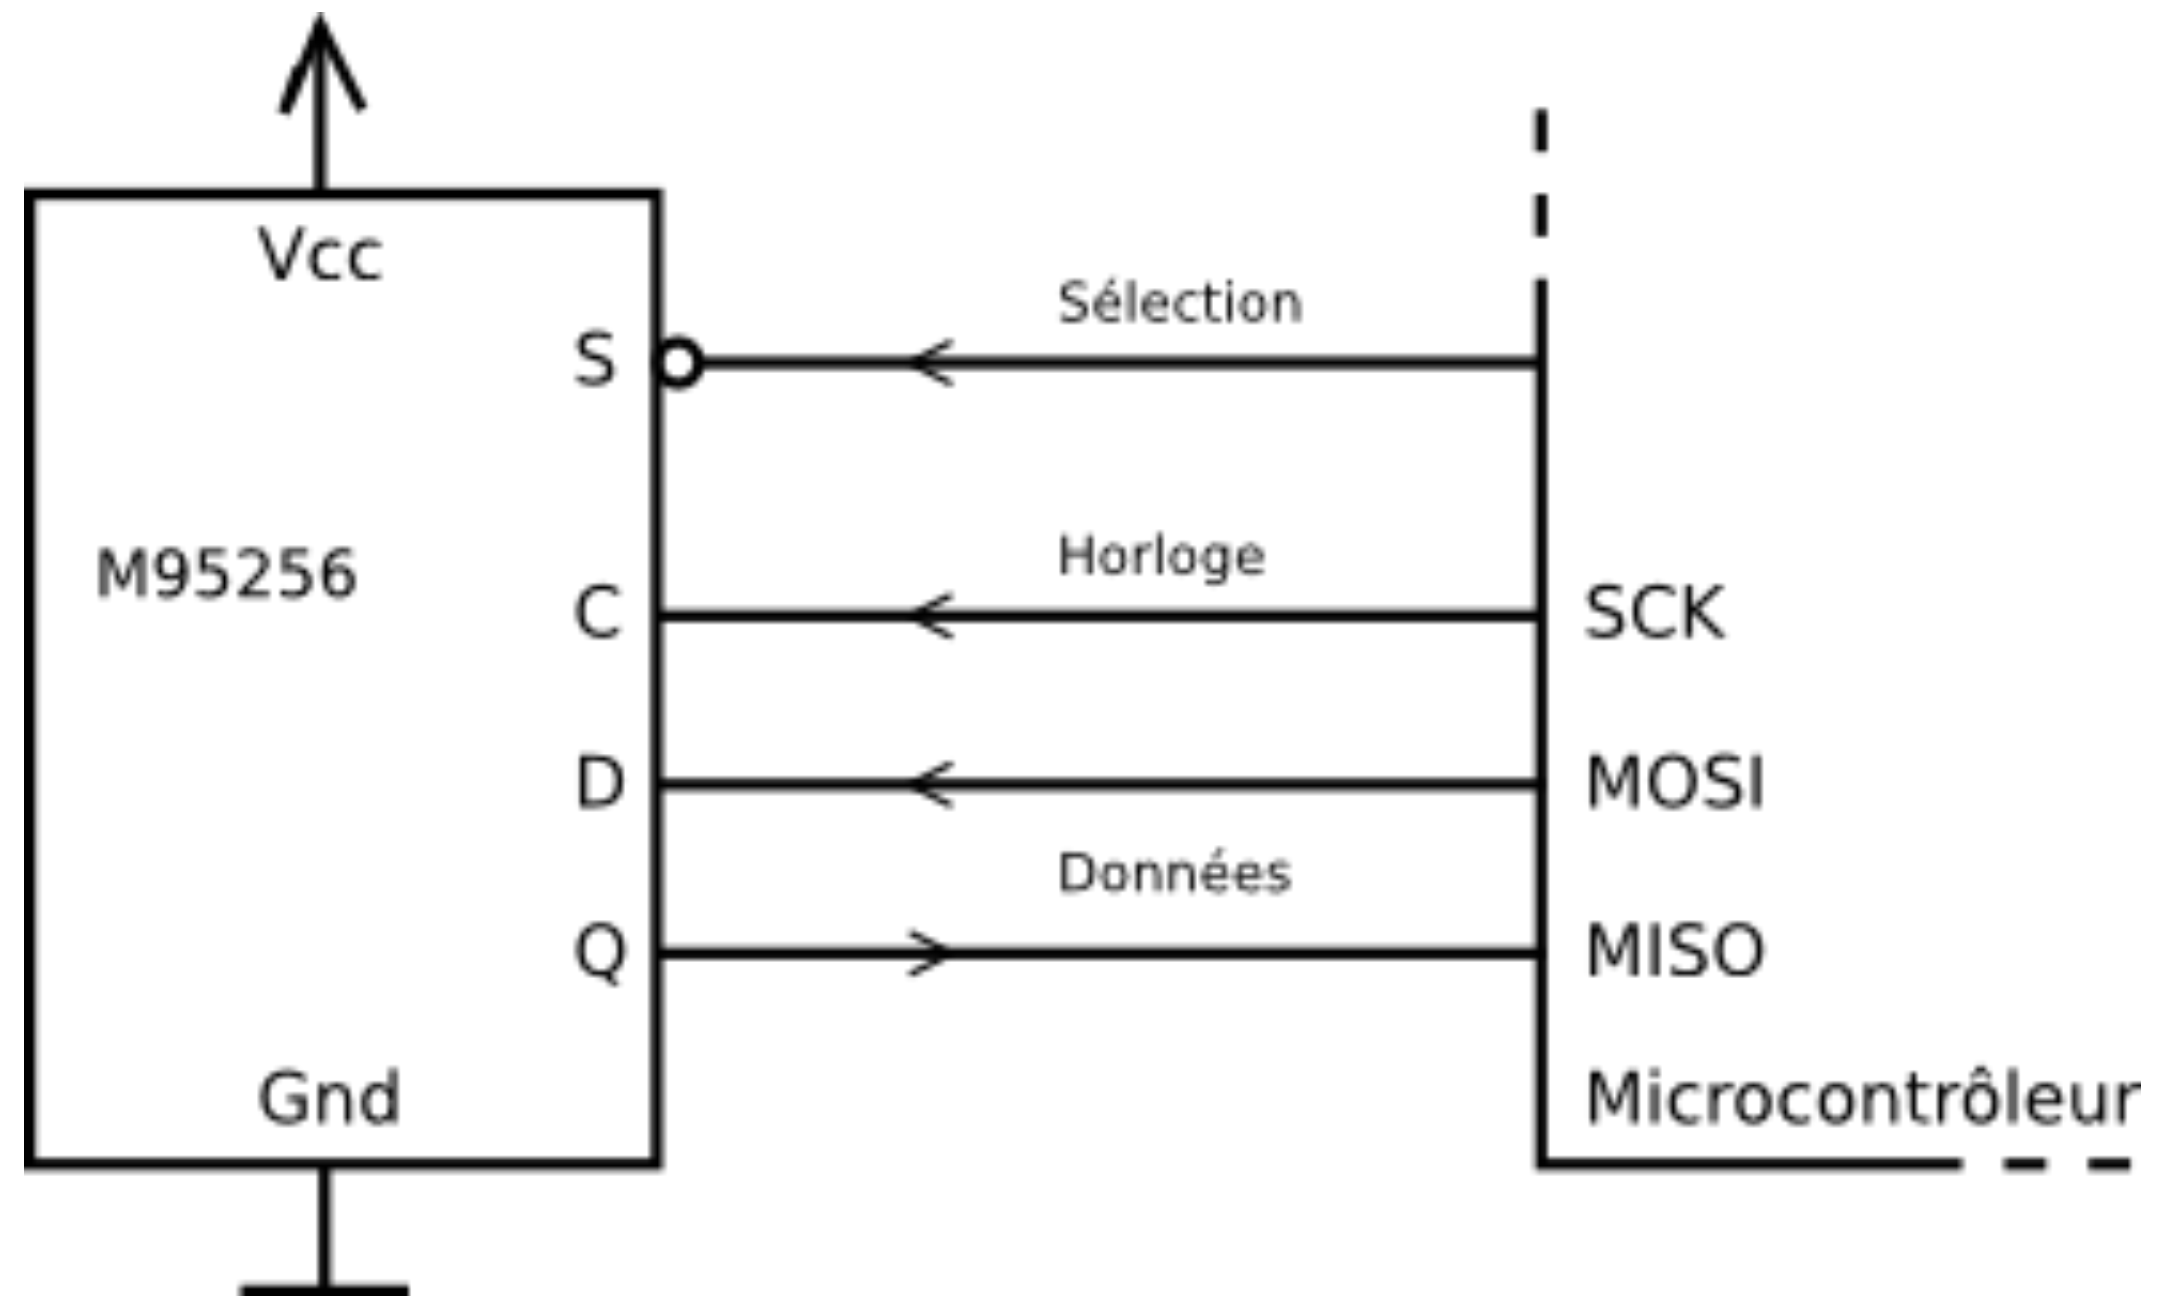 Vcc
S
Sélection
M95256
Horloge
C
SCK
D
MOSI
Données
Q
MISO
Gnd
Microcontrôleur